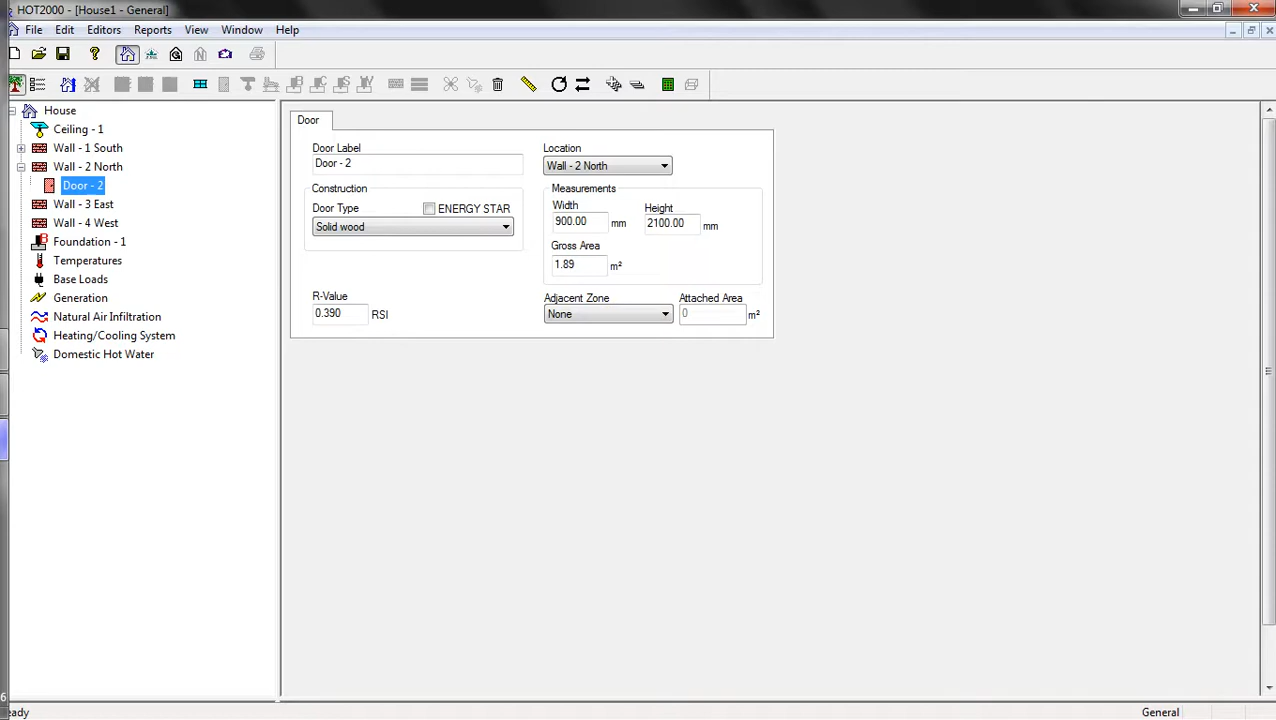 HOT2000 - [House1 - General]
File Edit Editors Reports View Window Help
House
Ceiling - 1
Wall - 1 South
Wall - 2 North
Door - 2
Wall - 3 East
Wall - 4 West
Foundation - 1
Temperatures
Base Loads
Generation
Natural Air Infiltration
Heating/Cooling System
Domestic Hot Water
Door
Door Label
Door - 2
Location
Wall - 2 North
Construction
Door Type
ENERGY STAR
Solid wood
Measurements
Width
900.00 mm
Height
2100.00 mm
Gross Area
1.89 m²
R-Value
0.390 RSI
Adjacent Zone
None
Attached Area
0 m²
6
eady
General